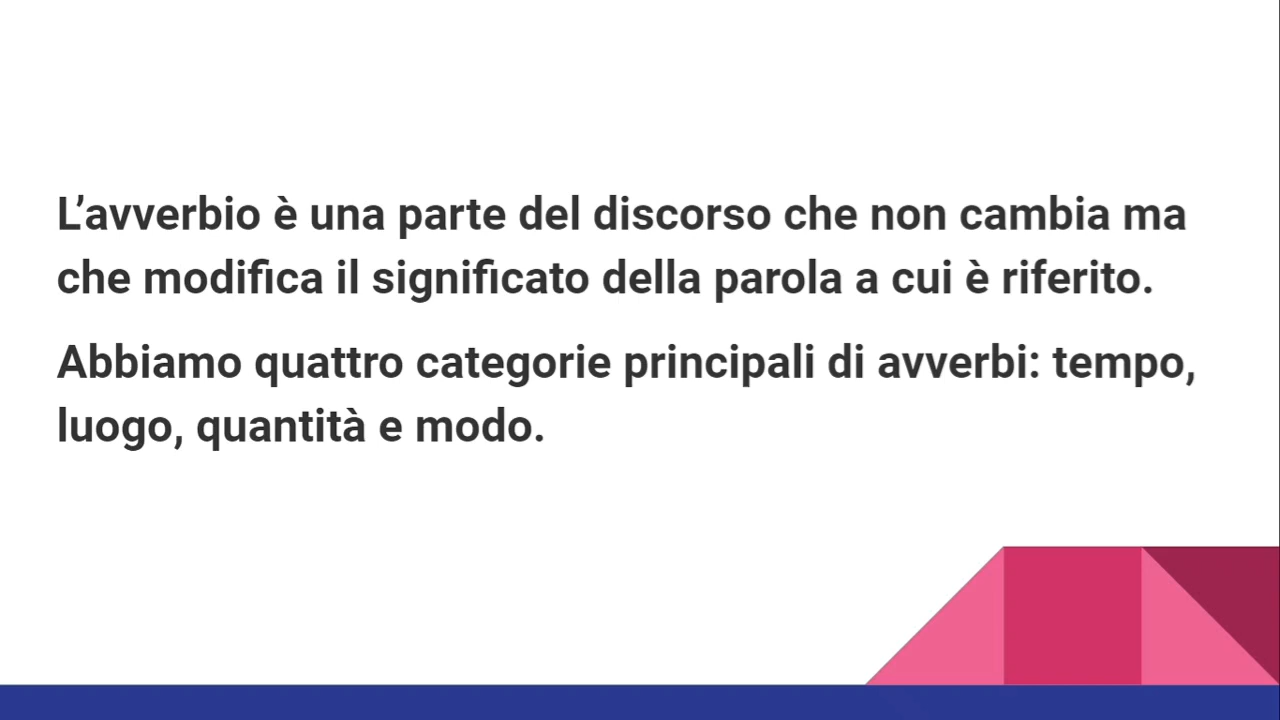 L’avverbio è una parte del discorso che non cambia ma
che modifica il significato della parola a cui è riferito.
Abbiamo quattro categorie principali di avverbi: tempo,
luogo, quantità e modo.